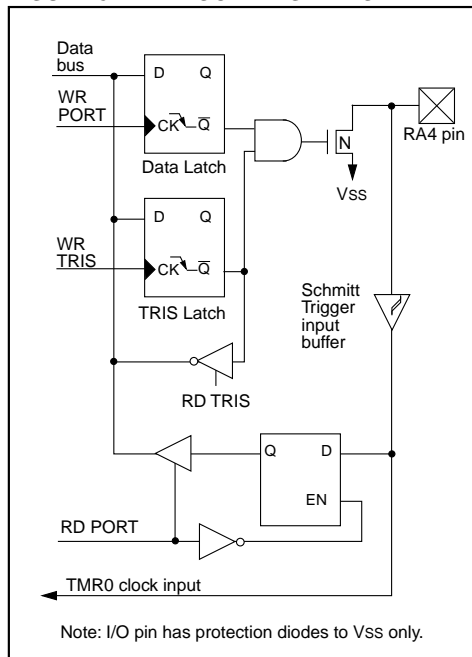 Data
bus
D Q
WR
PORT
CK Q
Data Latch
N
RA4 pin
VSS
D Q
WR
TRIS
CK Q
TRIS Latch
Schmitt
Trigger
input
buffer
RD TRIS
Q D
EN
RD PORT
TMR0 clock input
Note: I/O pin has protection diodes to VSS only.